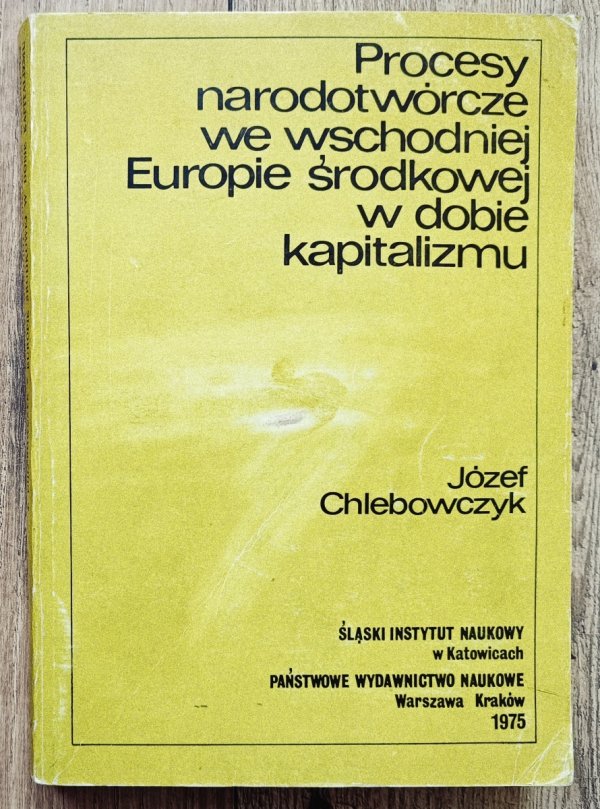 Procesy
narodotwórcze
we wschodniej
Europie środkowej
w dobie
kapitalizmu
Józef
Chlebowczyk
ŚLĄSKI INSTYTUT NAUKOWY
w Katowicach
PAŃSTWOWE WYDAWNICTWO NAUKOWE
Warszawa Kraków
1975